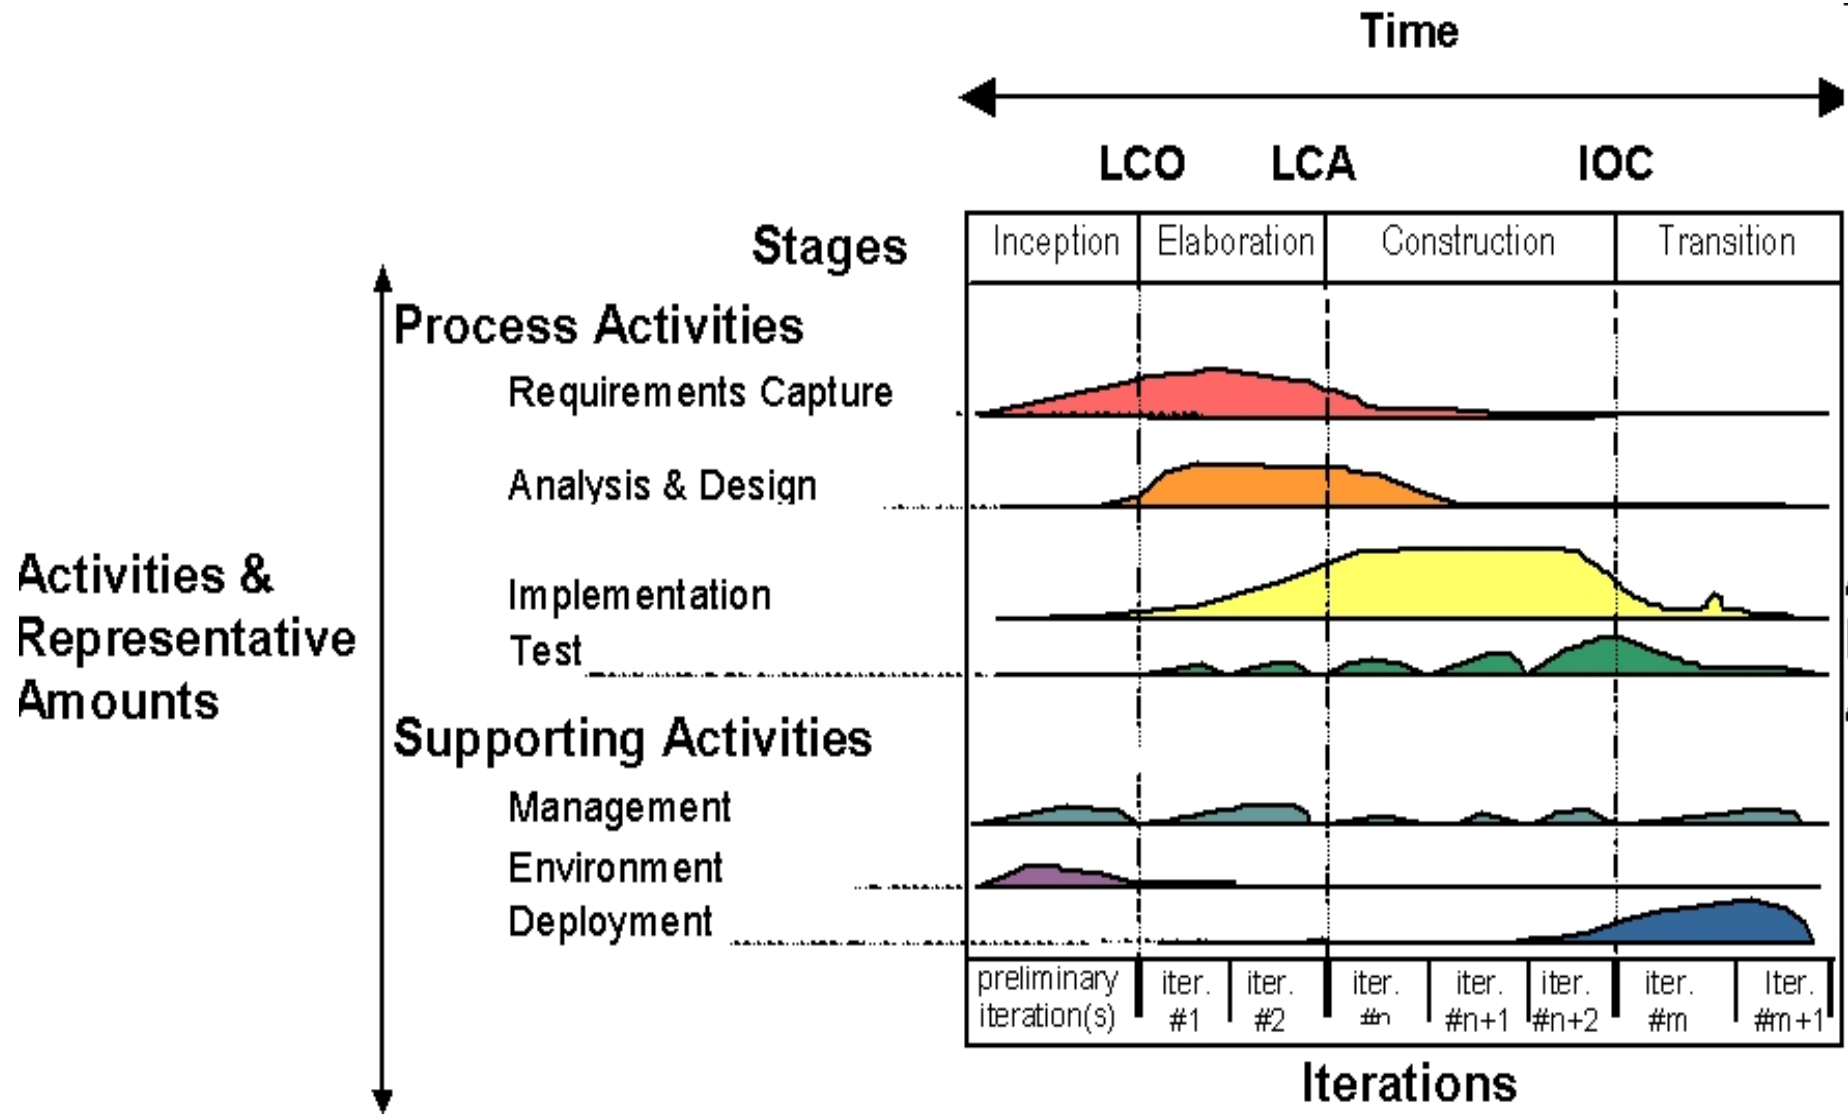 Time
LCO LCA IOC
Stages Inception Elaboration Construction Transition
Process Activities
Requirements Capture
Analysis & Design
Activities &
Representative
Amounts
Implementation
Test
Supporting Activities
Management
Environment
Deployment
preliminary iter. iter. iter. iter. iter. iter. Iter.
iteration(s) #1 #2 #n #n+1 #n+2 #m #m+1
Iterations